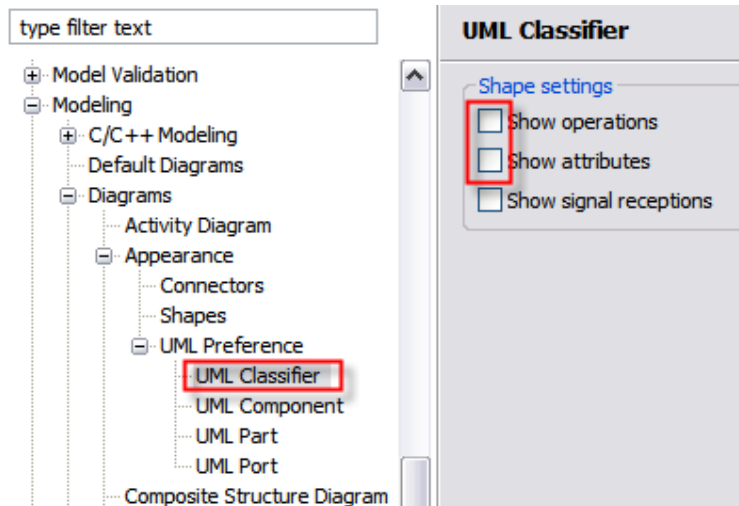 type filter text
Model Validation
Modeling
C/C++ Modeling
Default Diagrams
Diagrams
Activity Diagram
Appearance
Connectors
Shapes
UML Preference
UML Classifier
UML Component
UML Part
UML Port
Composite Structure Diagram
UML Classifier
Shape settings
Show operations
Show attributes
Show signal receptions